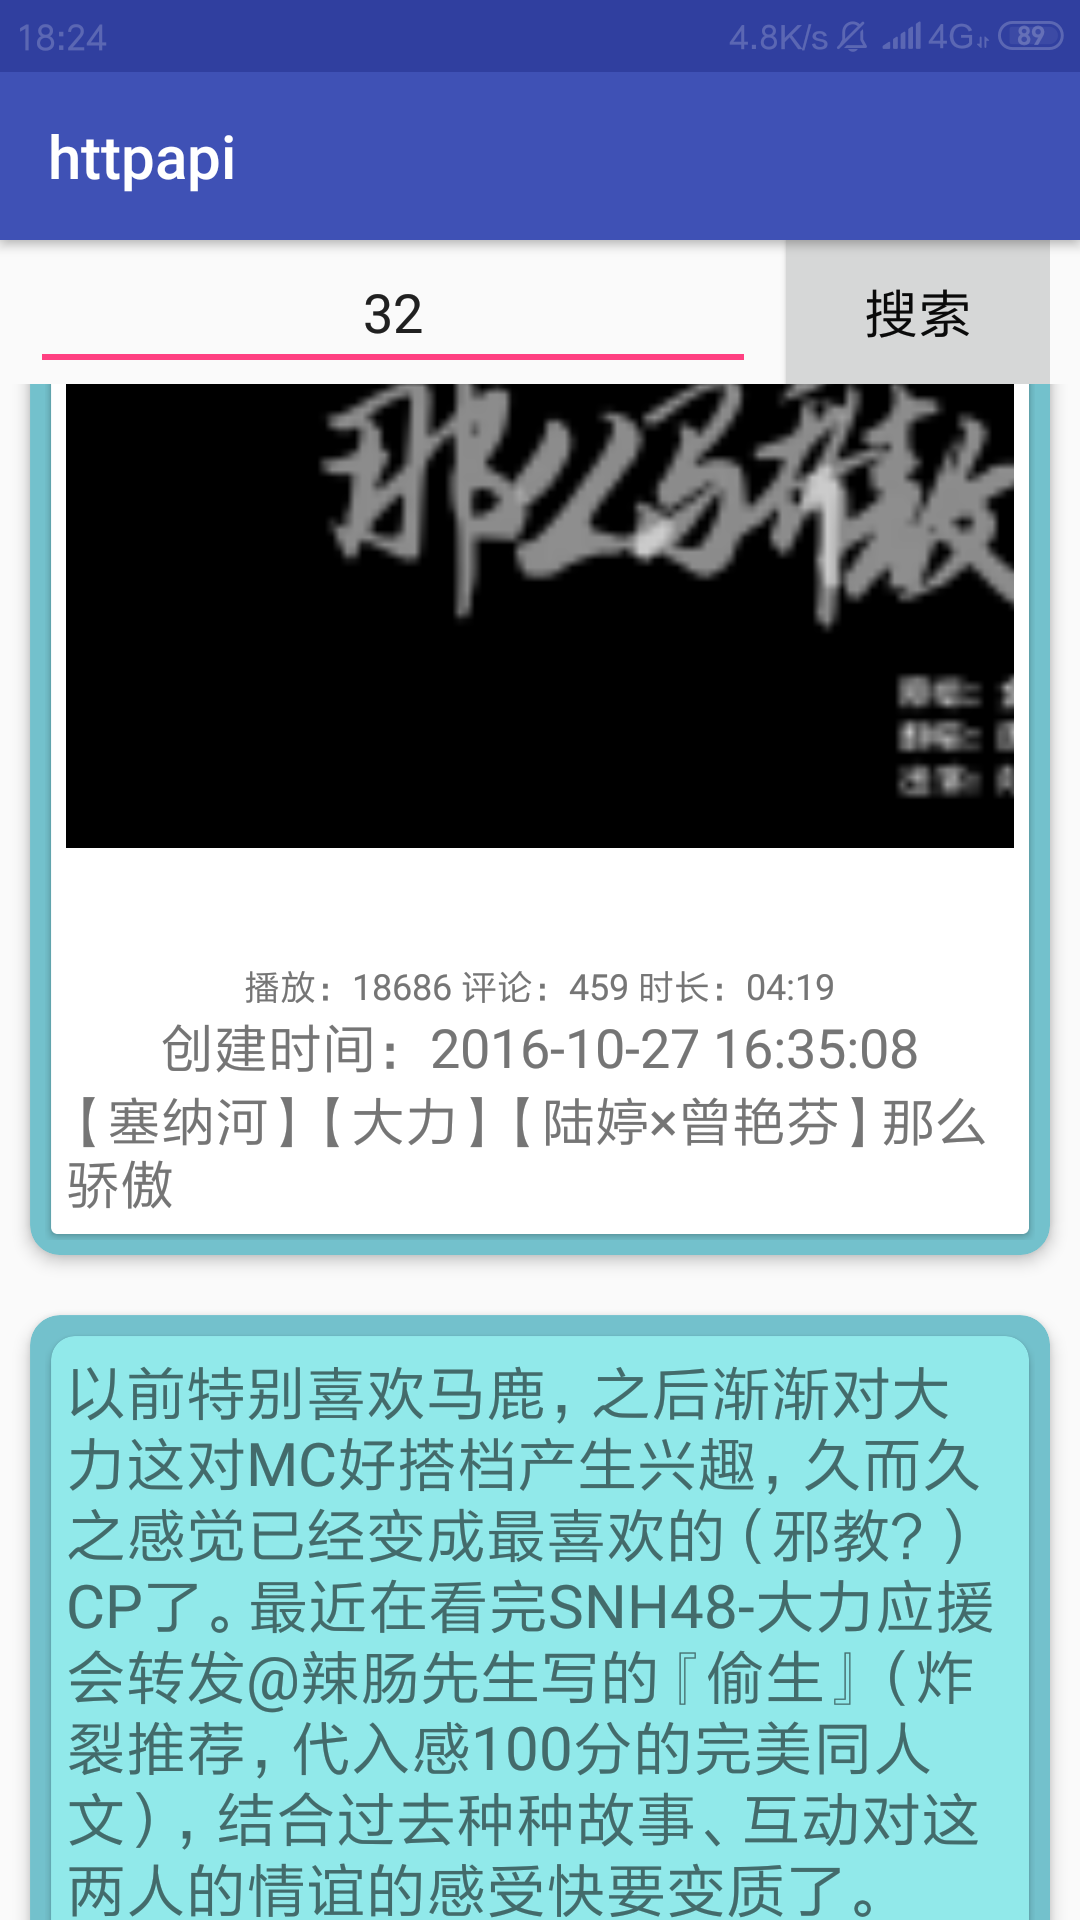 18:24
4.8K/s 4G 89
httpapi
32
搜索
那么骄傲
播放：18686 评论：459 时长：04:19
创建时间：2016-10-27 16:35:08
【塞纳河】【大力】【陆婷×曾艳芬】那么
骄傲
以前特别喜欢马鹿，之后渐渐对大
力这对MC好搭档产生兴趣，久而久
之感觉已经变成最喜欢的（邪教？）
CP了。最近在看完SNH48-大力应援
会转发@辣肠先生写的『偷生』（炸
裂推荐，代入感100分的完美同人
文），结合过去种种故事、互动对这
两人的情谊的感受快要变质了。